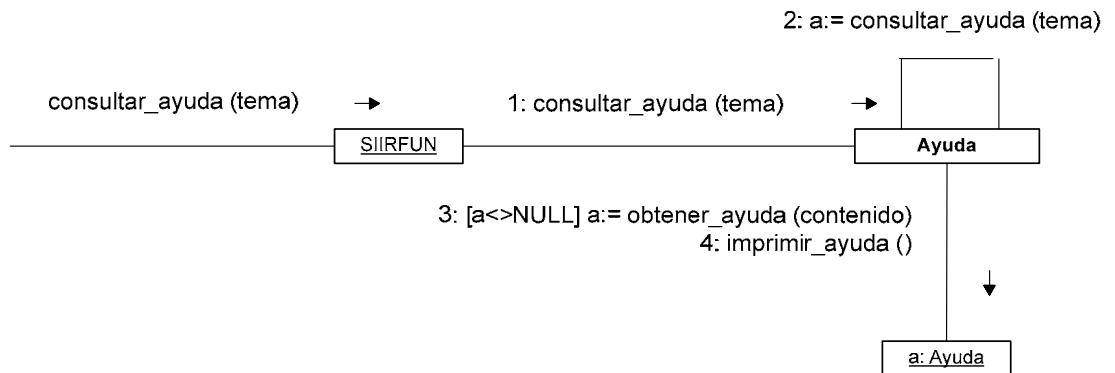 2: a:= consultar_ayuda (tema)
consultar_ayuda (tema)
1: consultar_ayuda (tema)
SIIRFUN
Ayuda
3: [a<>NULL] a:= obtener_ayuda (contenido)
4: imprimir_ayuda ()
a: Ayuda